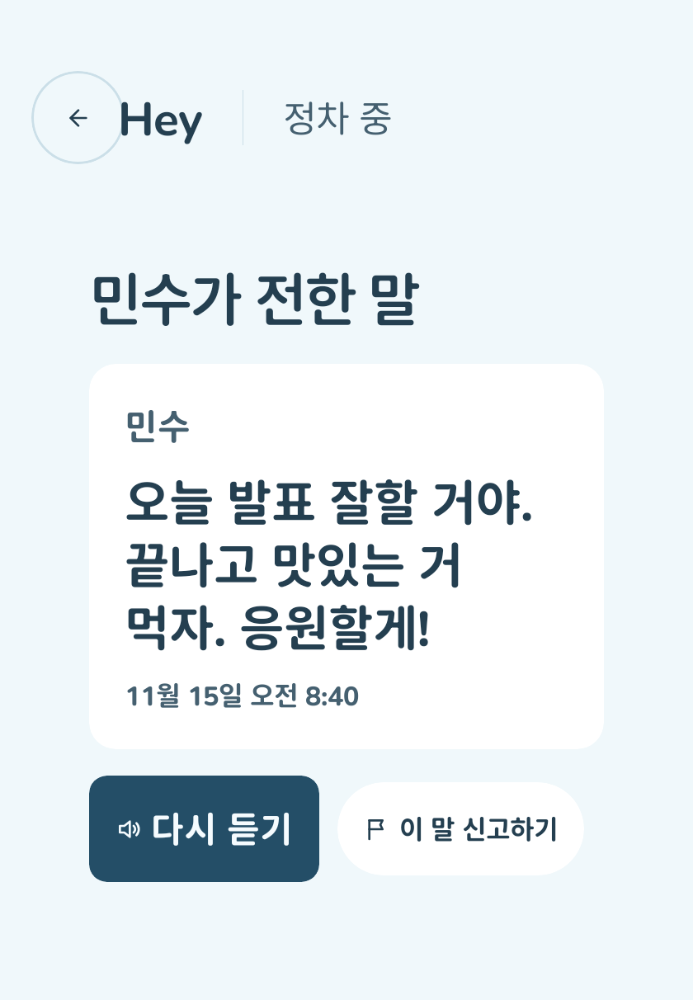 Hey
정차 중
민수가 전한 말
민수
오늘 발표 잘할 거야.
끝나고 맛있는 거
먹자. 응원할게!
11월 15일 오전 8:40
다시 듣기
이 말 신고하기